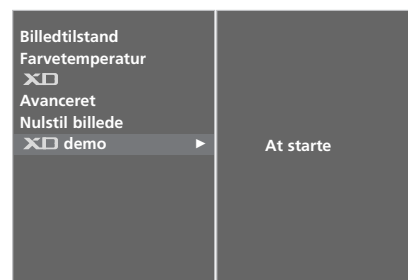 Billedtilstand
Farvetemperatur
XD
Avanceret
Nulstil billede
XD demo ►
At starte